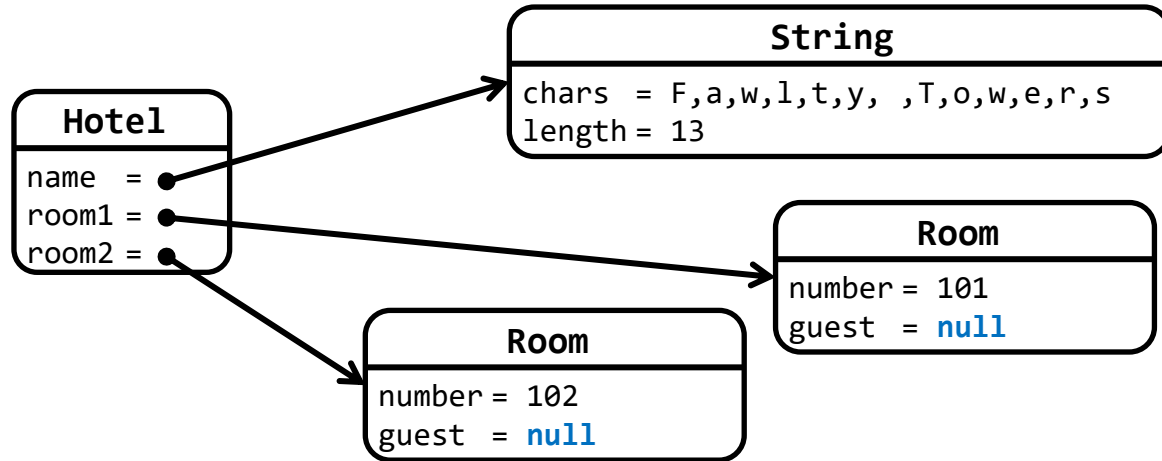 String
chars = F,a,w,l,t,y, ,T,o,w,e,r,s
length = 13
Hotel
name =
room1 =
room2 =
Room
number = 101
guest = null
Room
number = 102
guest = null